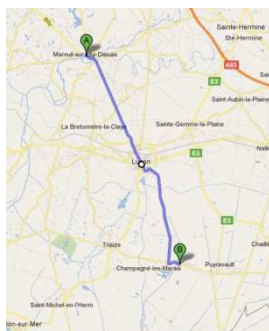 Sainte-Hermine
Ste-Hermine
A
Mareuil-sur-Lay-Dissais
A83
E3
Saint-Aubin-la-Plaine
La Bretonnière-la-Claye
Sainte-Gemme-la-Plaine
E3
Luçon
E3
Triaize
B
Champagné-les-Marais
Puyravault
Saint-Michel-en-l'Herm